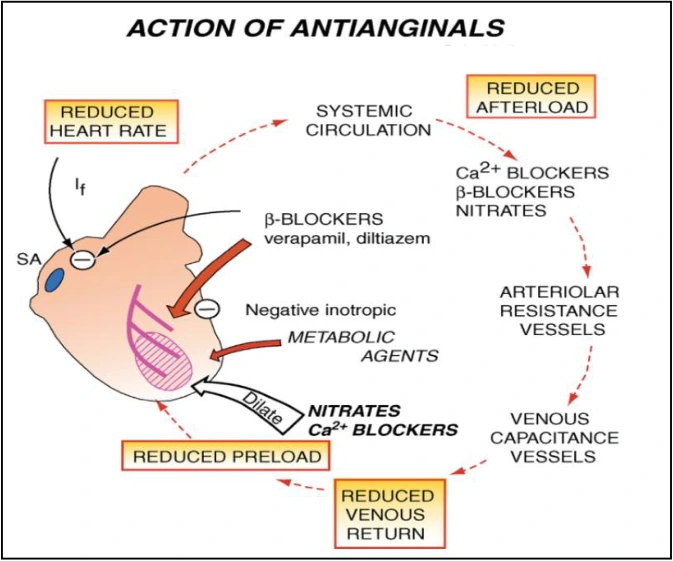 ACTION OF ANTIANGINALS
REDUCED
HEART RATE
SYSTEMIC
CIRCULATION
REDUCED
AFTERLOAD
Ca2+ BLOCKERS
β-BLOCKERS
NITRATES
If
SA
β-BLOCKERS
verapamil, diltiazem
Negative inotropic
METABOLIC
AGENTS
ARTERIOLAR
RESISTANCE
VESSELS
Dilate
NITRATES
Ca2+ BLOCKERS
VENOUS
CAPACITANCE
VESSELS
REDUCED PRELOAD
REDUCED
VENOUS
RETURN